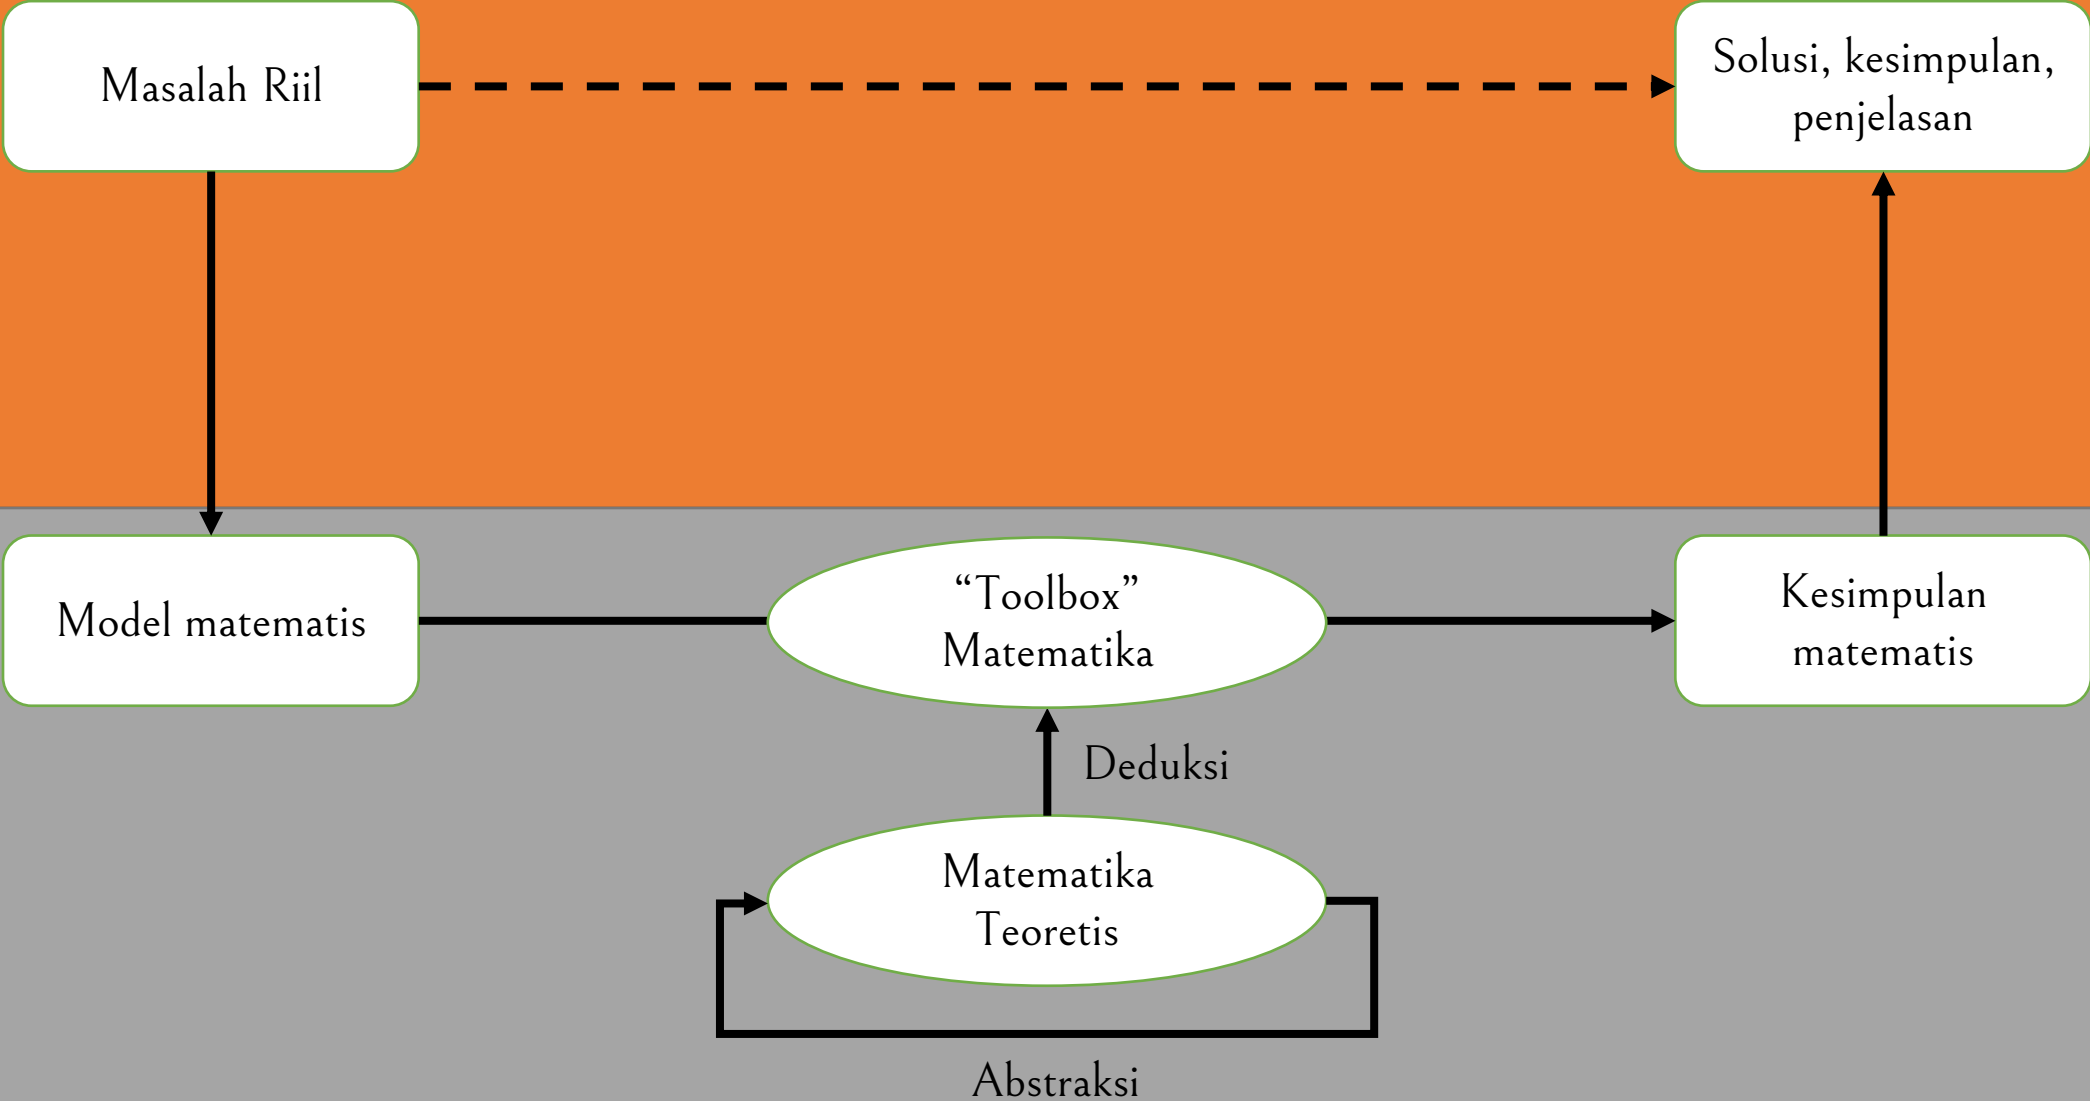 Masalah Riil
Solusi, kesimpulan,
penjelasan
Model matematis
“Toolbox”
Matematika
Kesimpulan
matematis
Deduksi
Matematika
Teoretis
Abstraksi